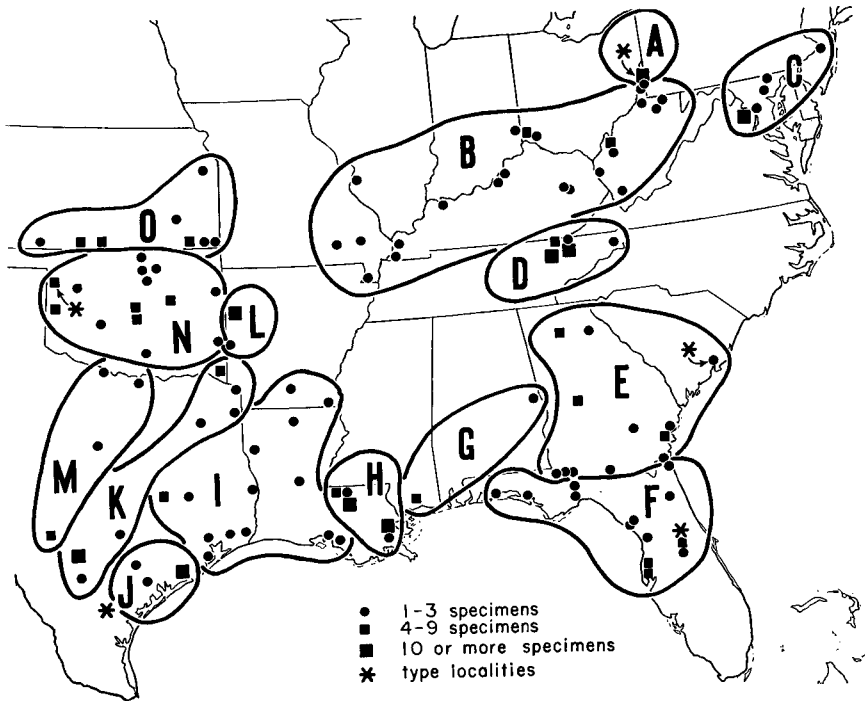 A
C
B
O
D
L
N
E
G
H
M
K
I
F
J
1-3 specimens
4-9 specimens
10 or more specimens
type localities